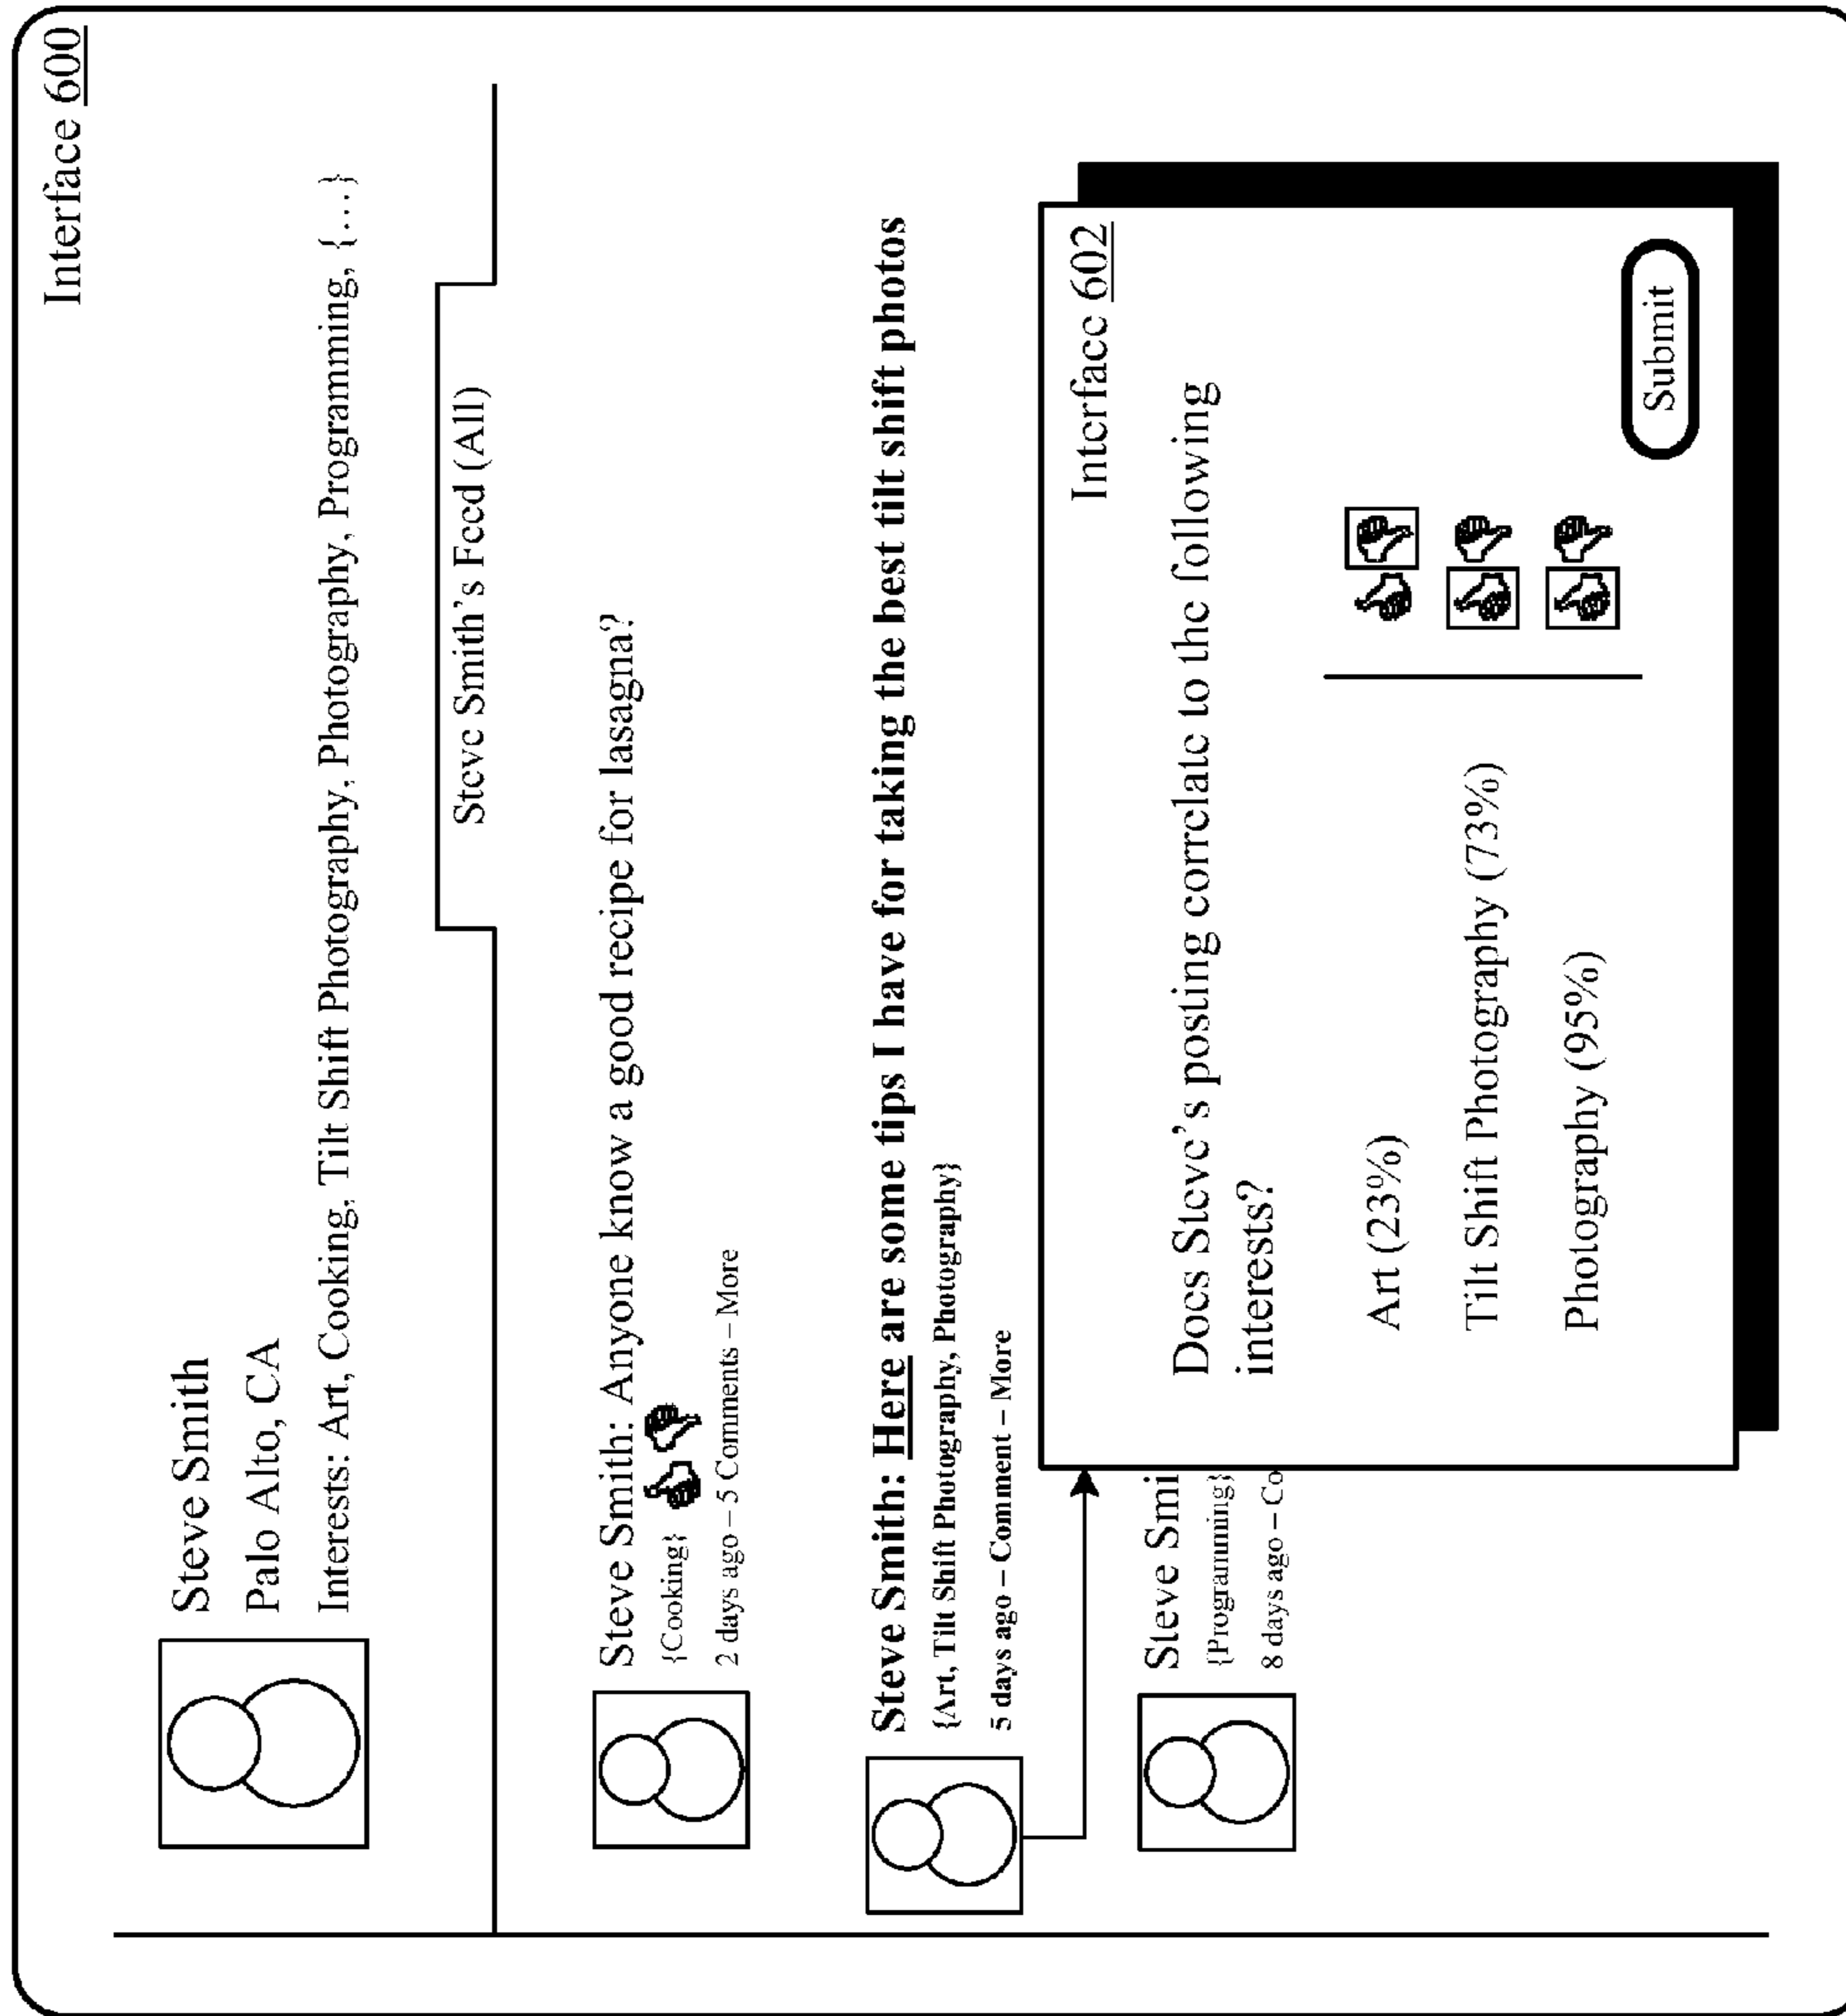 Interface 600
Steve Smith
Palo Alto, CA
Interests: Art, Cooking, Tilt Shift Photography, Photography, Programming, {…}
Steve Smith's Feed (All)
Steve Smith: Anyone know a good recipe for lasagna?
{Cooking}
2 days ago – 5 Comments – More
Steve Smith: Here are some tips I have for taking the best tilt shift photos
{Art, Tilt Shift Photography, Photography}
5 days ago – Comment – More
Steve Smi
{Programming}
8 days ago – Co
Interface 602
Does Steve's posting correlate to the following
interests?
Art (23%)
Tilt Shift Photography (73%)
Photography (95%)
Submit